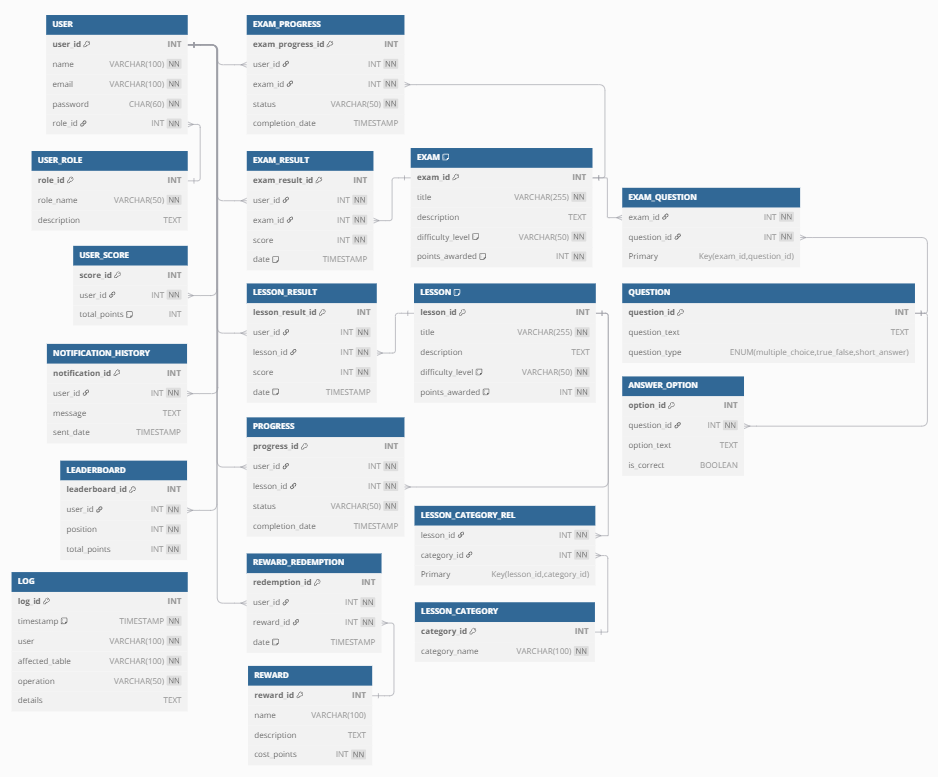 USER
user_id INT
name VARCHAR(100) NN
email VARCHAR(100) NN
password CHAR(60) NN
role_id INT NN
USER_ROLE
role_id INT
role_name VARCHAR(50) NN
description TEXT
USER_SCORE
score_id INT
user_id INT NN
total_points INT
NOTIFICATION_HISTORY
notification_id INT
user_id INT NN
message TEXT
sent_date TIMESTAMP
LEADERBOARD
leaderboard_id INT
user_id INT NN
position INT NN
total_points INT NN
LOG
log_id INT
timestamp TIMESTAMP NN
user VARCHAR(100) NN
affected_table VARCHAR(100) NN
operation VARCHAR(50) NN
details TEXT
EXAM_PROGRESS
exam_progress_id INT
user_id INT NN
exam_id INT NN
status VARCHAR(50) NN
completion_date TIMESTAMP
EXAM_RESULT
exam_result_id INT
user_id INT NN
exam_id INT NN
score INT NN
date TIMESTAMP
LESSON_RESULT
lesson_result_id INT
user_id INT NN
lesson_id INT NN
score INT NN
date TIMESTAMP
PROGRESS
progress_id INT
user_id INT NN
lesson_id INT NN
status VARCHAR(50) NN
completion_date TIMESTAMP
REWARD_REDEMPTION
redemption_id INT
user_id INT NN
reward_id INT NN
date TIMESTAMP
REWARD
reward_id INT
name VARCHAR(100)
description TEXT
cost_points INT NN
EXAM
exam_id INT
title VARCHAR(255) NN
description TEXT
difficulty_level VARCHAR(50) NN
points_awarded INT NN
LESSON
lesson_id INT
title VARCHAR(255) NN
description TEXT
difficulty_level VARCHAR(50) NN
points_awarded INT NN
LESSON_CATEGORY_REL
lesson_id INT NN
category_id INT NN
Primary Key(lesson_id,category_id)
LESSON_CATEGORY
category_id INT
category_name VARCHAR(100) NN
EXAM_QUESTION
exam_id INT NN
question_id INT NN
Primary Key(exam_id,question_id)
QUESTION
question_id INT
question_text TEXT
question_type ENUM(multiple_choice,true_false,short_answer)
ANSWER_OPTION
option_id INT
question_id INT NN
option_text TEXT
is_correct BOOLEAN